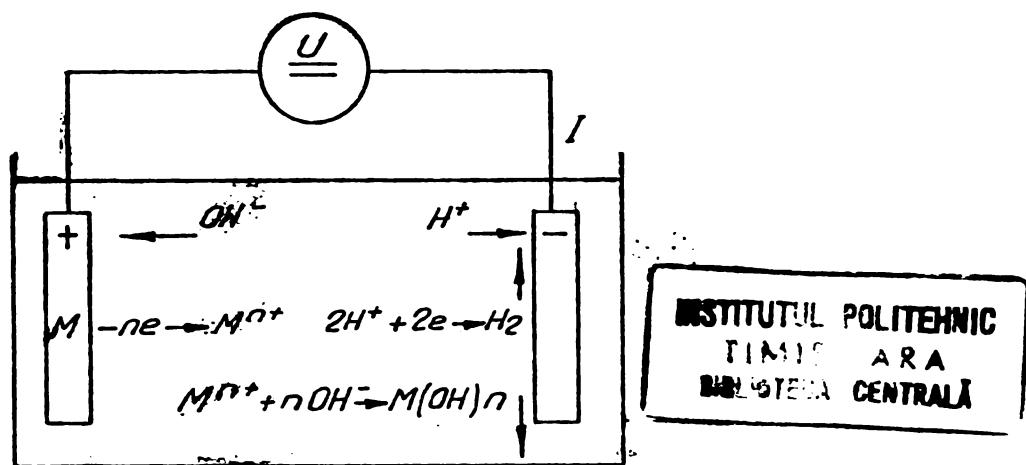 U
I
+ OH⁻ H⁺ −
M −ne → Mⁿ⁺ 2H⁺ + 2e → H₂
Mⁿ⁺ + nOH⁻ → M(OH)n
INSTITUTUL POLITEHNIC
CENTRALĂ